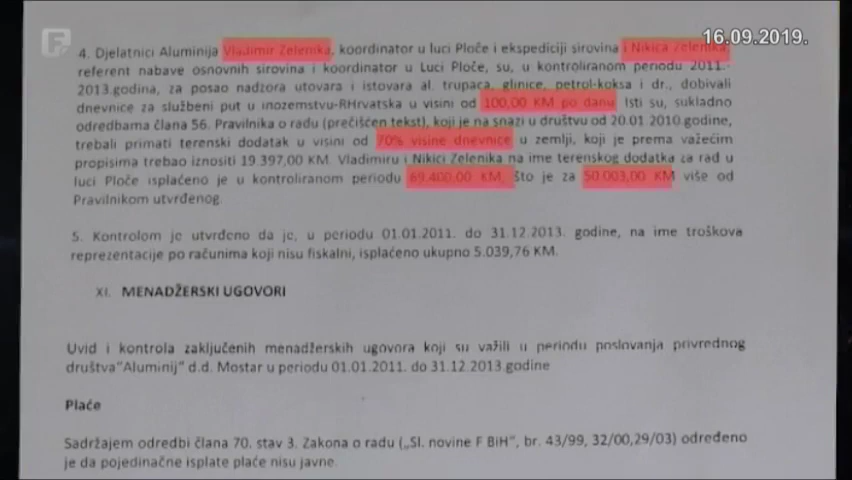 16.09.2019.
4. Djelatnici Aluminija Vladimir Zelenika, koordinator u luci Ploče i ekspediciji sirovina i Nikica Zelenika,
referent nabave osnovnih sirovina i koordinator u Luci Ploče, su, u kontroliranom periodu 2011.-
2013.godina, za posao nadzora utovara i istovara al. trupaca, glinice, petrol-koksa i dr., dobivali
dnevnice za službeni put u inozemstvu-RHrvatska u visini od 100,00 KM po danu. Isti su, sukladno
odredbama člana 56. Pravilnika o radu (prečišćen tekst), koji je na snazi u društvu od 20.01 2010.godine,
trebali primati terenski dodatak u visini od 70% visine dnevnice u zemlji, koji je prema važećim
propisima trebao iznositi 19.397,00 KM. Vladimiru i Nikici Zelenika na ime terenskog dodatka za rad u
luci Ploče isplaćeno je u kontroliranom periodu 69.400,00 KM, što je za 50.003,00 KM više od
Pravilnikom utvrđenog.
5. Kontrolom je utvrđeno da je, u periodu 01.01.2011. do 31.12.2013. godine, na ime troškova
reprezentacije po računima koji nisu fiskalni, isplaćeno ukupno 5.039,76 KM.
XI. MENADŽERSKI UGOVORI
Uvid i kontrola zaključenih menadžerskih ugovora koji su važili u periodu poslovanja privrednog
društva"Aluminij" d.d. Mostar u periodu 01.01.2011. do 31.12 2013.godine
Plaće
Sadržajem odredbi člana 70. stav 3. Zakona o radu („Sl. novine F BiH", br. 43/99, 32/00,29/03) određeno
je da pojedinačne isplate plaće nisu javne.